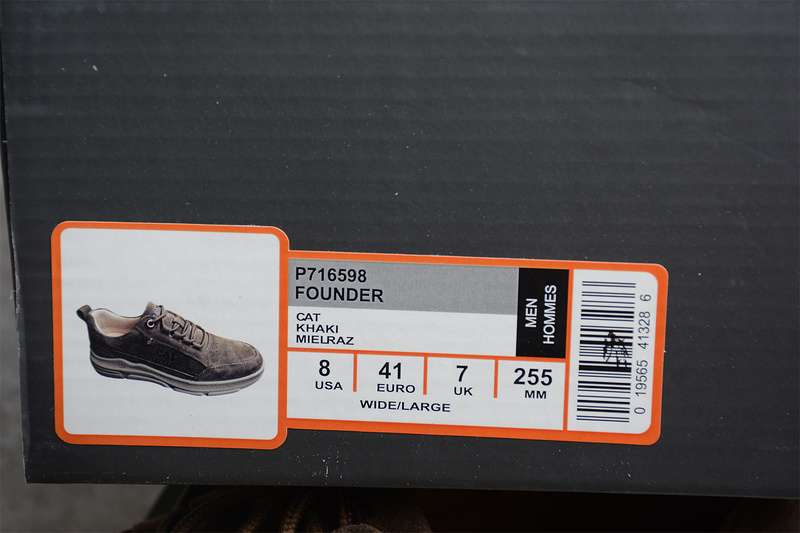 P716598
FOUNDER
CAT
KHAKI
MIELRAZ
MEN
HOMMES
8
USA
41
EURO
7
UK
255
MM
WIDE/LARGE
0 19565 41328 6